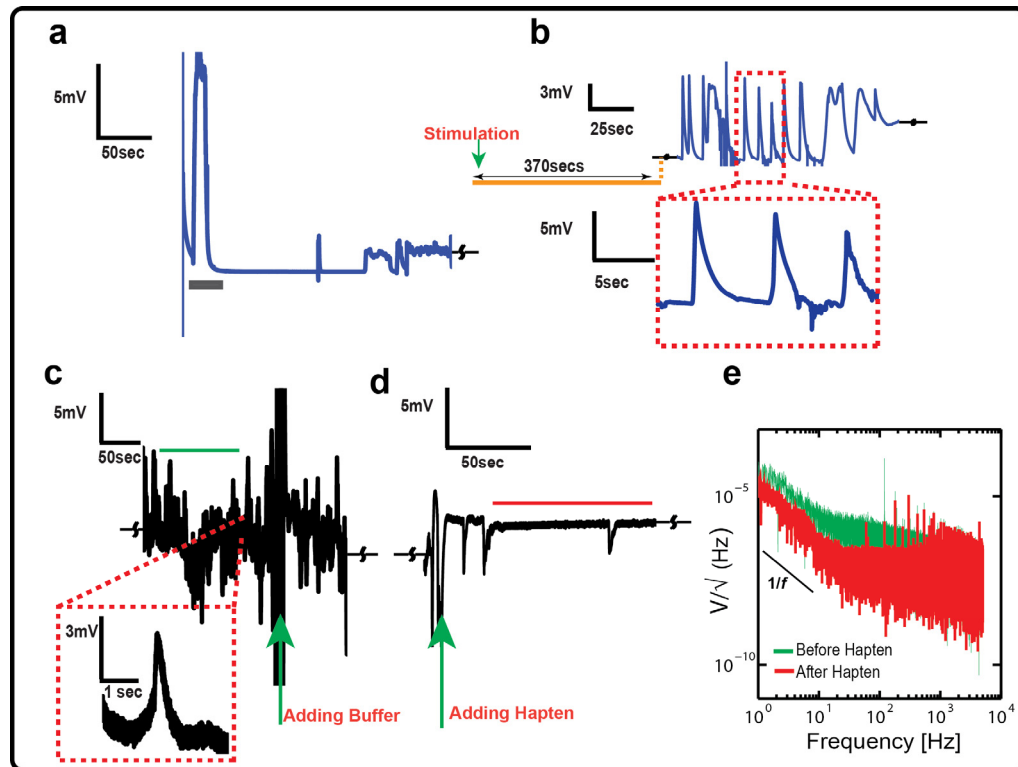 a
5mV
50sec
b
3mV
25sec
Stimulation
370secs
5mV
5sec
c
5mV
50sec
3mV
1 sec
Adding Buffer
d
5mV
50sec
Adding Hapten
e
V/√ (Hz)
10⁻⁵
10⁻¹⁰
1/f
Before Hapten
After Hapten
10⁰ 10¹ 10² 10³ 10⁴
Frequency [Hz]